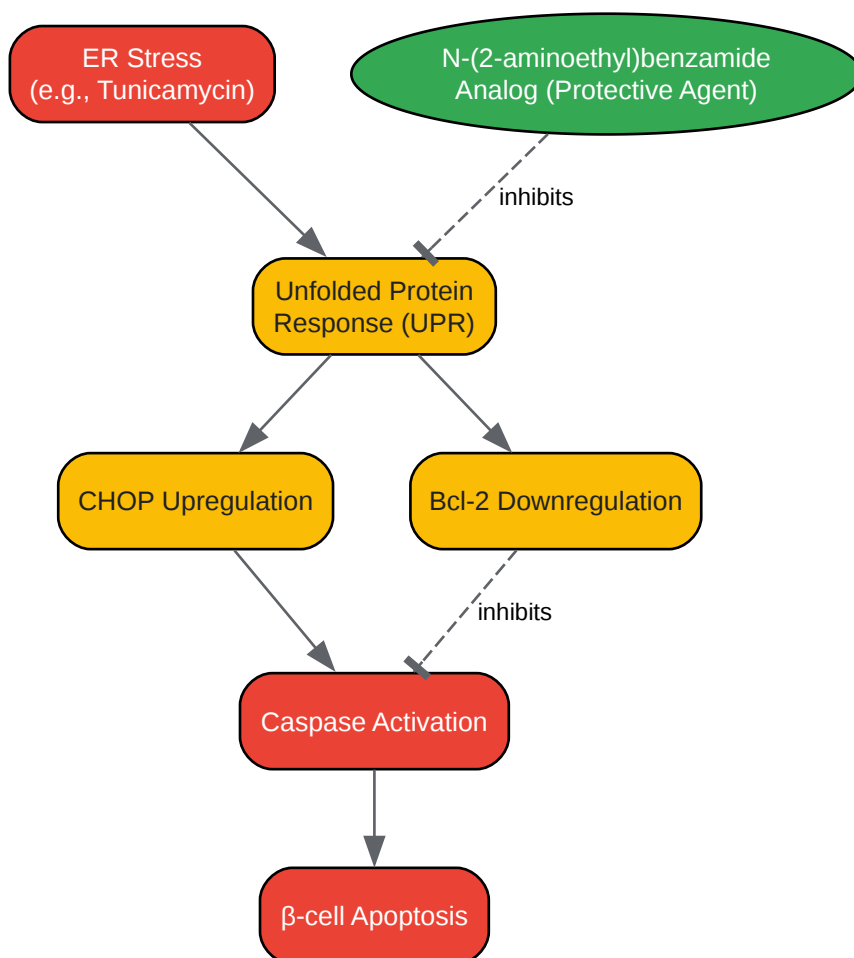 ER Stress
(e.g., Tunicamycin)
N-(2-aminoethyl)benzamide
Analog (Protective Agent)
inhibits
Unfolded Protein
Response (UPR)
CHOP Upregulation
Bcl-2 Downregulation
inhibits
Caspase Activation
β-cell Apoptosis